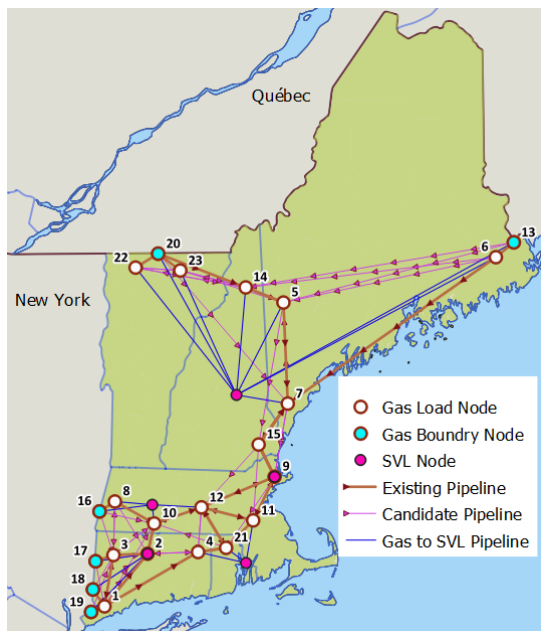 Québec
13
20
6
22
23
14
New York
5
7
15
9
8
12
16
10
11
21
17
3
2
4
18
19
1
Gas Load Node
Gas Boundry Node
SVL Node
Existing Pipeline
Candidate Pipeline
Gas to SVL Pipeline